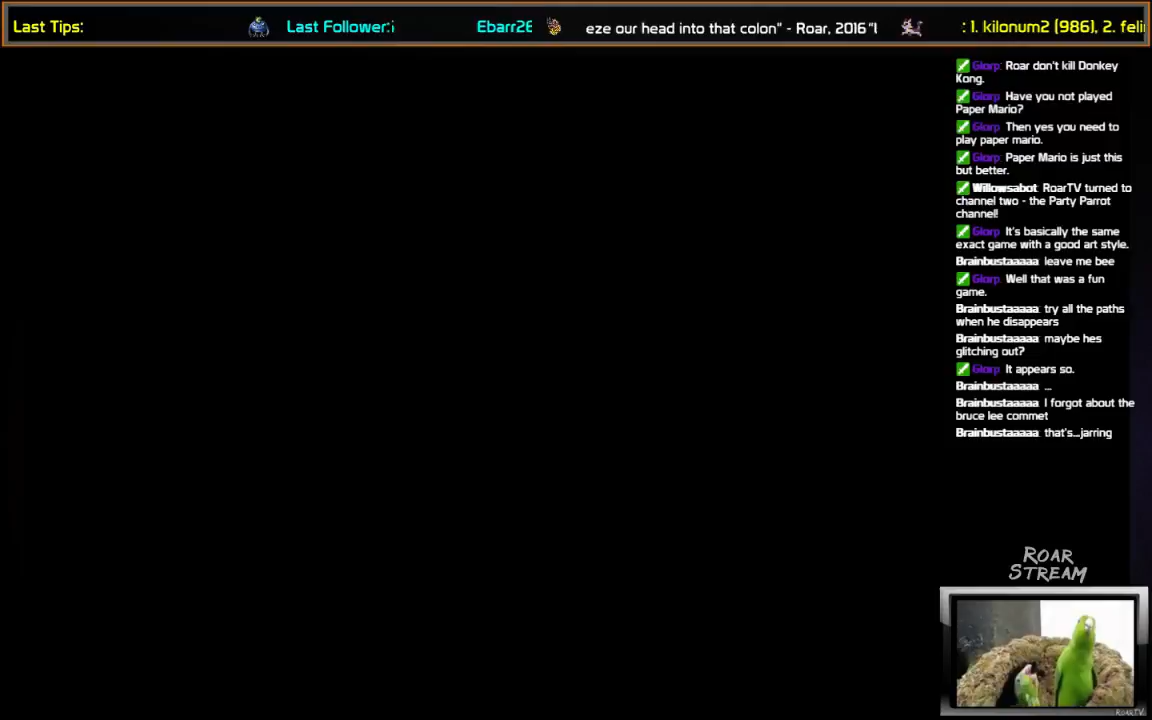 Last Tips: Last Follower: Ebarr2 eze our head into that colon" - Roar, 2016 "L : 1. kilonum2 (986), 2. feli
Glorp: Roar don't kill Donkey
Kong.
Glorp: Have you not played
Paper Mario?
Glorp: Then yes you need to
play paper mario.
Glorp: Paper Mario is just this
but better.
Willowsabot: RoarTV turned to
channel two - the Party Parrot
channel!
Glorp: It's basically the same
exact game with a good art style.
Brainbustaaaaa: leave me bee
Glorp: Well that was a fun
game.
Brainbustaaaaa: try all the paths
when he disappears
Brainbustaaaaa: maybe hes
glitching out?
Glorp: It appears so.
Brainbustaaaaa: ...
Brainbustaaaaa: I forgot about the
bruce lee commet
Brainbustaaaaa: that's...jarring
ROAR
STREAM
ROARTV